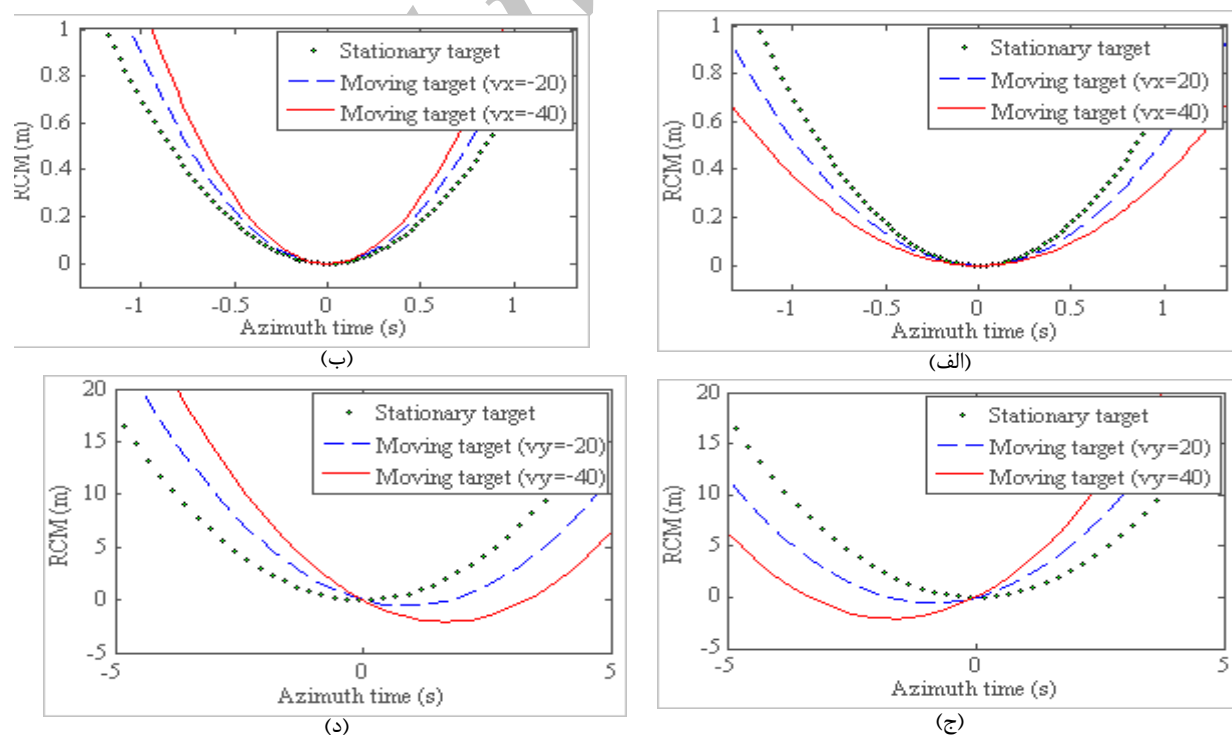 1
0.8
0.6
0.4
0.2
0
RCM (m)
-1
-0.5
0
0.5
1
Azimuth time (s)
Stationary target
Moving target (vx=20)
Moving target (vx=40)
(الف)
1
0.8
0.6
0.4
0.2
0
RCM (m)
-1
-0.5
0
0.5
1
Azimuth time (s)
Stationary target
Moving target (vx=-20)
Moving target (vx=-40)
(ب)
20
15
10
5
0
-5
RCM (m)
-5
0
5
Azimuth time (s)
Stationary target
Moving target (vy=20)
Moving target (vy=40)
(ج)
20
15
10
5
0
-5
RCM (m)
-5
0
5
Azimuth time (s)
Stationary target
Moving target (vy=-20)
Moving target (vy=-40)
(د)